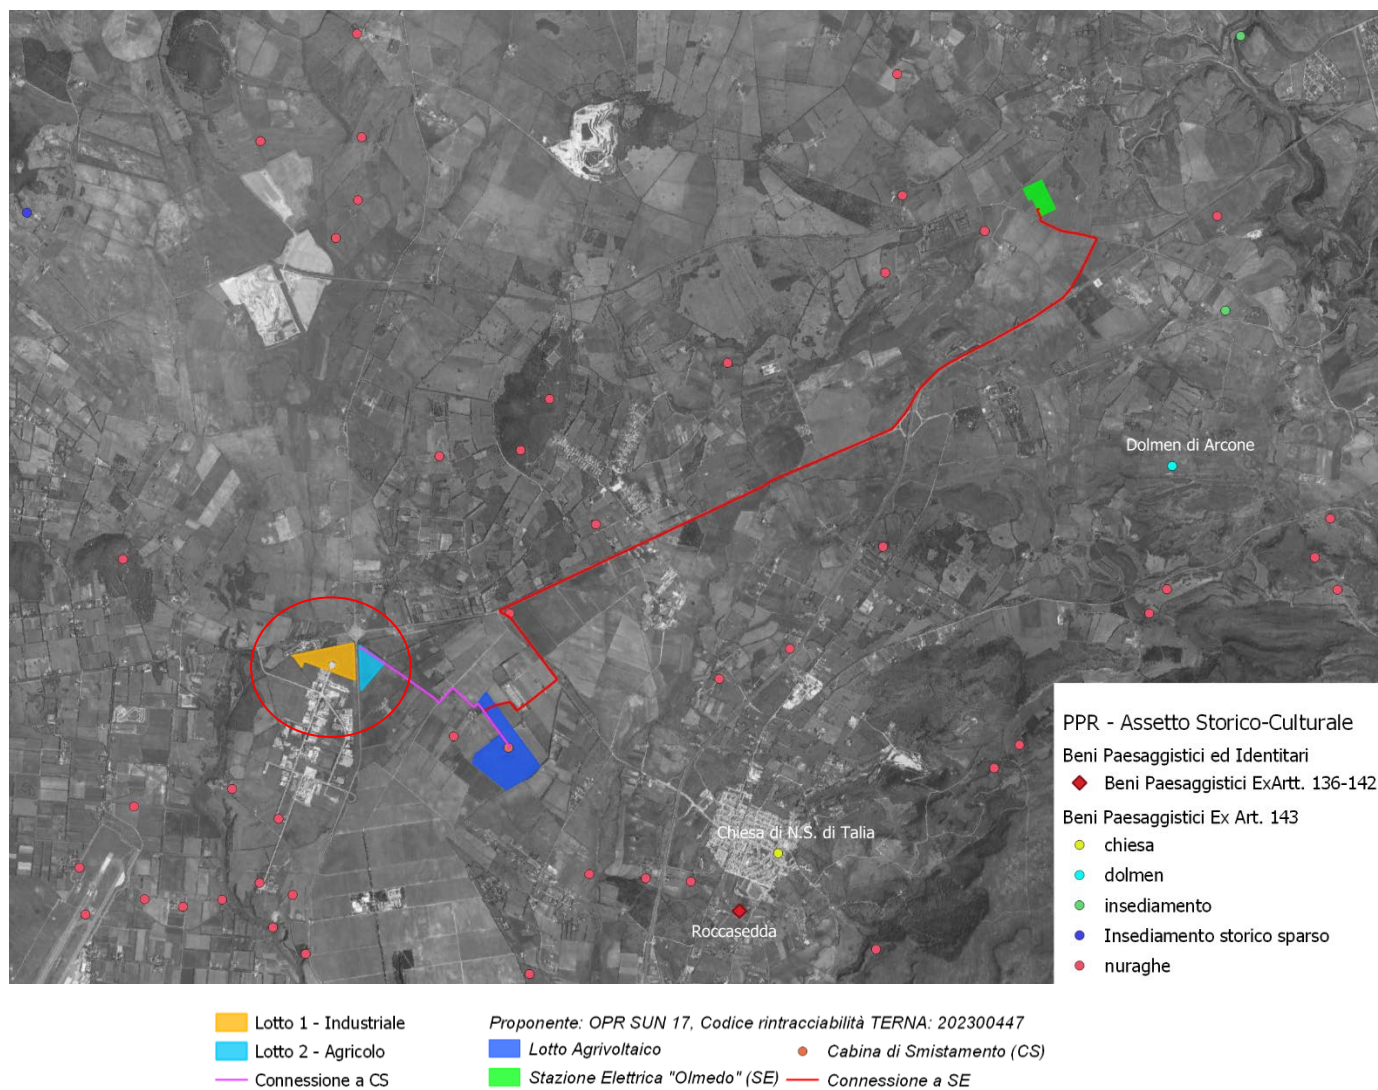 Dolmen di Arcone
Chiesa di N.S. di Talia
Roccasedda
PPR - Assetto Storico-Culturale
Beni Paesaggistici ed Identitari
Beni Paesaggistici ExArtt. 136-142
Beni Paesaggistici Ex Art. 143
chiesa
dolmen
insediamento
Insediamento storico sparso
nuraghe
Lotto 1 - Industriale
Lotto 2 - Agricolo
Connessione a CS
Proponente: OPR SUN 17, Codice rintracciabilità TERNA: 202300447
Lotto Agrivoltaico
Cabina di Smistamento (CS)
Stazione Elettrica "Olmedo" (SE)
Connessione a SE